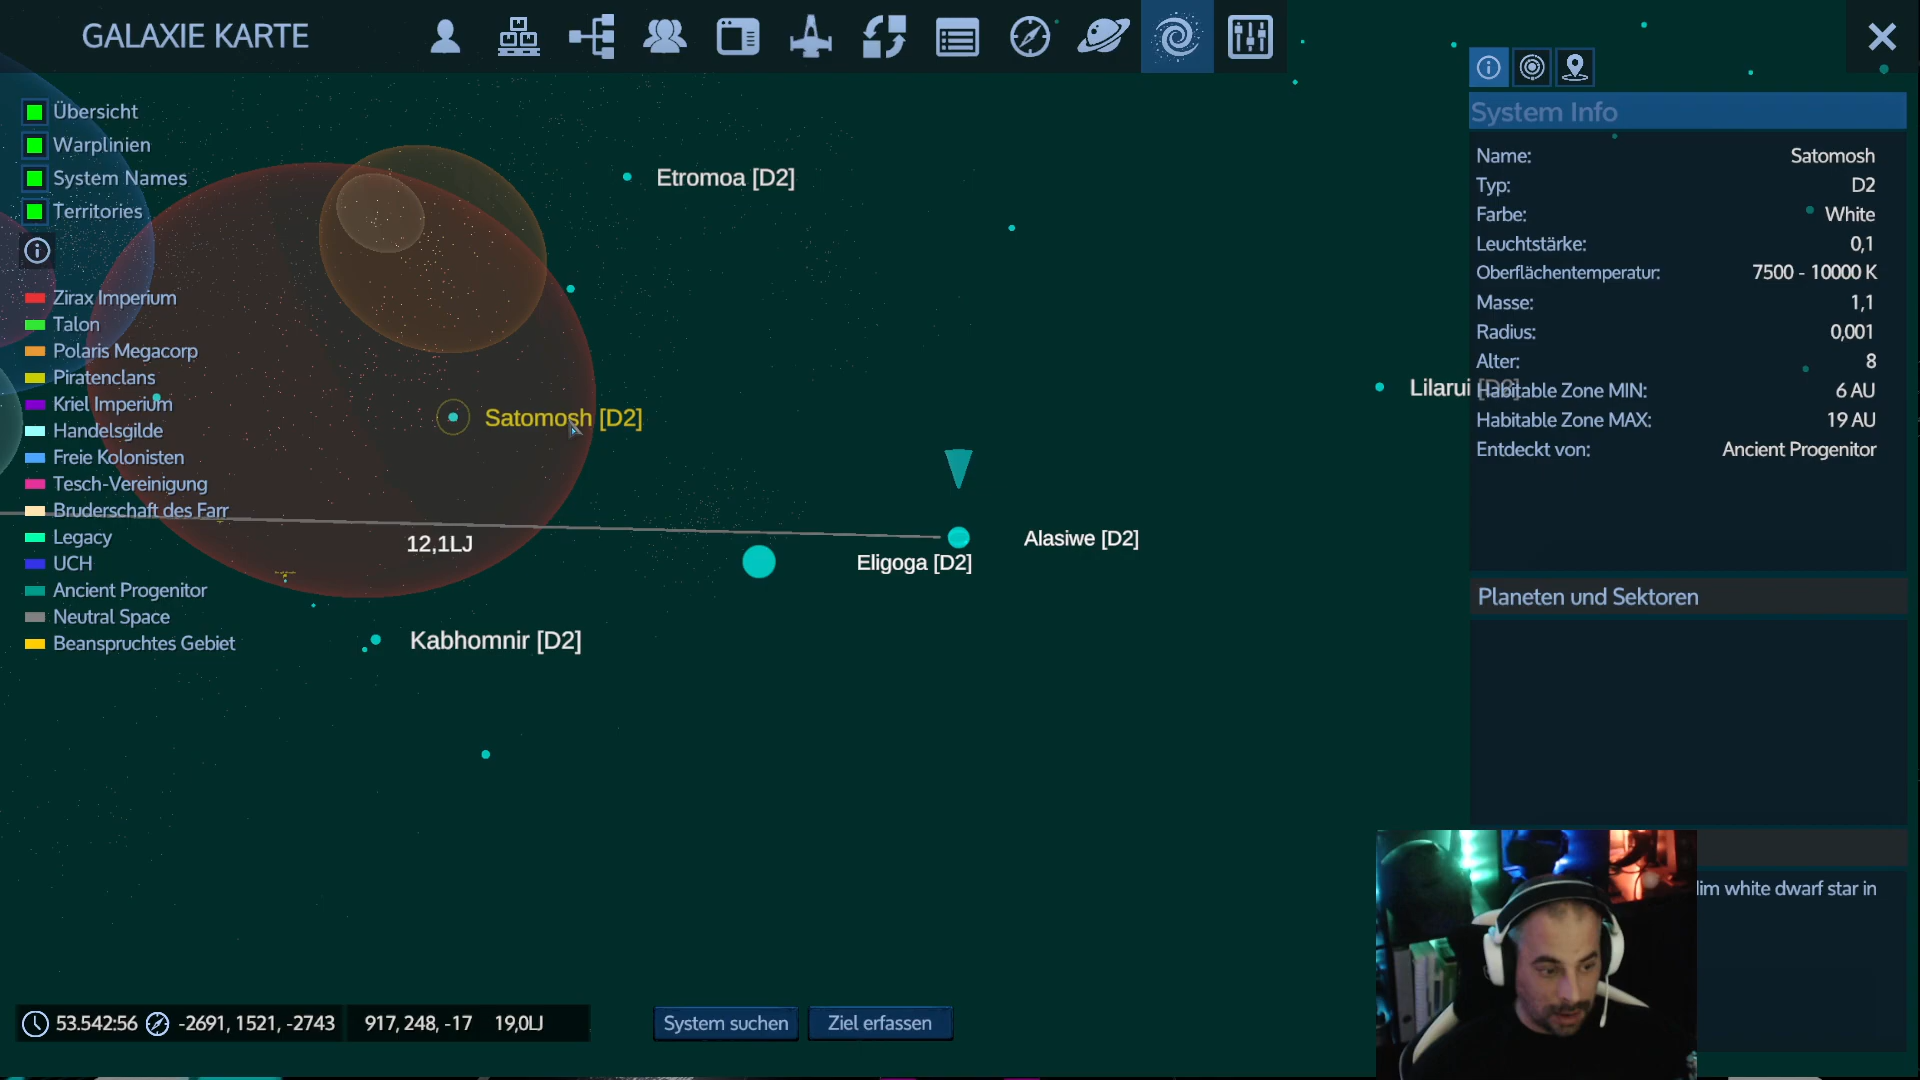 GALAXIE KARTE
Übersicht
Warplinien
System Names
Territories
Zirax Imperium
Talon
Polaris Megacorp
Piratenclans
Kriel Imperium
Handelsgilde
Freie Kolonisten
Tesch-Vereinigung
Bruderschaft des Farr
Legacy
UCH
Ancient Progenitor
Neutral Space
Beanspruchtes Gebiet
Etromoa [D2]
Satomosh [D2]
Lilarui [D2]
12,1LJ
Alasiwe [D2]
Eligoga [D2]
Kabhomnir [D2]
System Info
Name: Satomosh
Typ: D2
Farbe: White
Leuchtstärke: 0,1
Oberflächentemperatur: 7500 - 10000 K
Masse: 1,1
Radius: 0,001
Alter: 8
Habitable Zone MIN: 6 AU
Habitable Zone MAX: 19 AU
Entdeckt von: Ancient Progenitor
Planeten und Sektoren
white dwarf star in
53.542:56 -2691, 1521, -2743 917, 248, -17 19,0LJ
System suchen Ziel erfassen